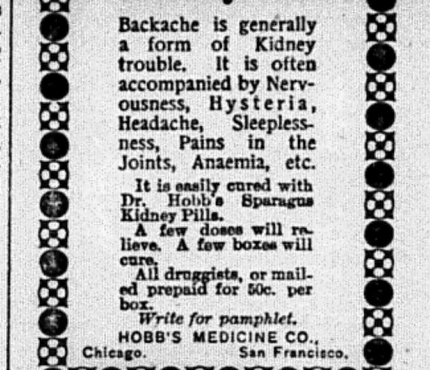 Backache is generally
a form of Kidney
trouble. It is often
accompanied by Nerv-
ousness, Hysteria,
Headache, Sleepless-
ness, Pains in the
Joints, Anaemia, etc.
It is easily cured with
Dr. Hobb's Sparagus
Kidney Pills.
A few doses will re-
lieve. A few boxes will
cure.
All druggists, or mail-
ed prepaid for 50c. per
box.
Write for pamphlet.
HOBB'S MEDICINE CO.,
Chicago. San Francisco.